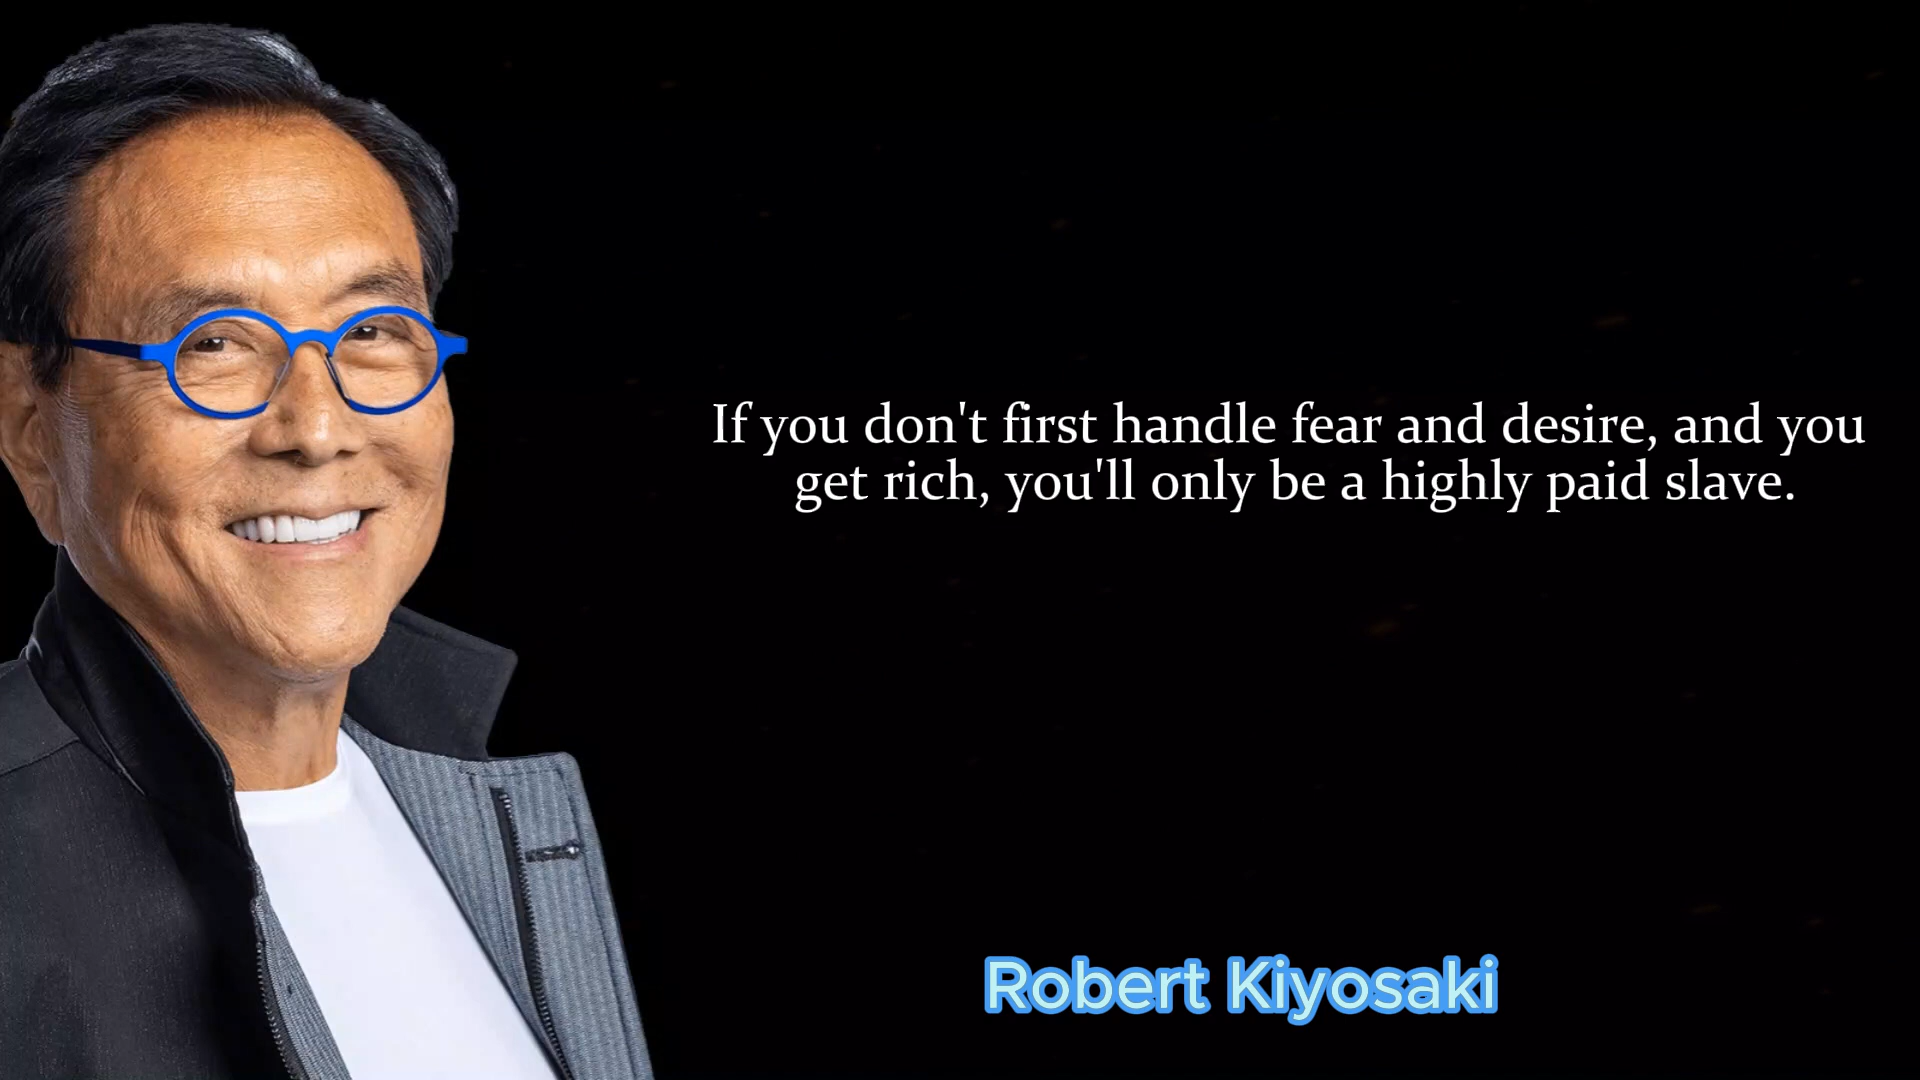 If you don't first handle fear and desire, and you
get rich, you'll only be a highly paid slave.
Robert Kiyosaki